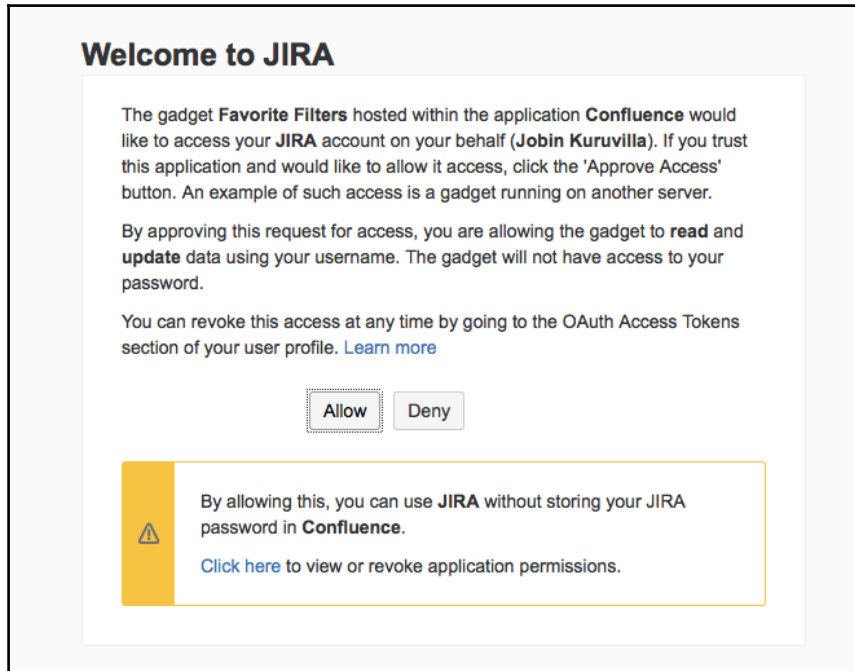 Welcome to JIRA
The gadget Favorite Filters hosted within the application Confluence would
like to access your JIRA account on your behalf (Jobin Kuruvilla). If you trust
this application and would like to allow it access, click the 'Approve Access'
button. An example of such access is a gadget running on another server.
By approving this request for access, you are allowing the gadget to read and
update data using your username. The gadget will not have access to your
password.
You can revoke this access at any time by going to the OAuth Access Tokens
section of your user profile. Learn more
Allow Deny
By allowing this, you can use JIRA without storing your JIRA
password in Confluence.
Click here to view or revoke application permissions.